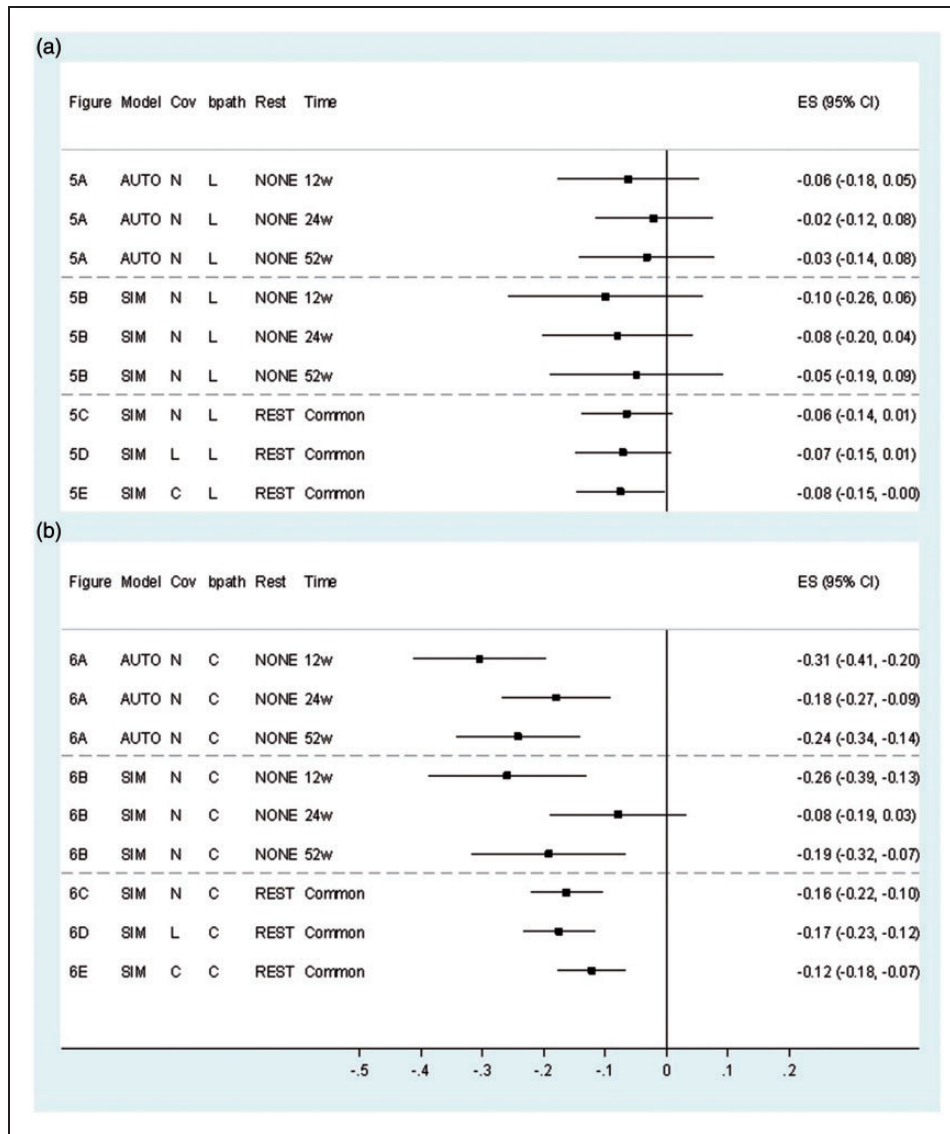 (a)
Figure Model Cov bpath Rest Time ES (95% CI)
5A AUTO N L NONE 12w -0.06 (-0.18, 0.05)
5A AUTO N L NONE 24w -0.02 (-0.12, 0.08)
5A AUTO N L NONE 52w -0.03 (-0.14, 0.08)
5B SIM N L NONE 12w -0.10 (-0.26, 0.06)
5B SIM N L NONE 24w -0.08 (-0.20, 0.04)
5B SIM N L NONE 52w -0.05 (-0.19, 0.09)
5C SIM N L REST Common -0.06 (-0.14, 0.01)
5D SIM L L REST Common -0.07 (-0.15, 0.01)
5E SIM C L REST Common -0.08 (-0.15, -0.00)
(b)
Figure Model Cov bpath Rest Time ES (95% CI)
6A AUTO N C NONE 12w -0.31 (-0.41, -0.20)
6A AUTO N C NONE 24w -0.18 (-0.27, -0.09)
6A AUTO N C NONE 52w -0.24 (-0.34, -0.14)
6B SIM N C NONE 12w -0.26 (-0.39, -0.13)
6B SIM N C NONE 24w -0.08 (-0.19, 0.03)
6B SIM N C NONE 52w -0.19 (-0.32, -0.07)
6C SIM N C REST Common -0.16 (-0.22, -0.10)
6D SIM L C REST Common -0.17 (-0.23, -0.12)
6E SIM C C REST Common -0.12 (-0.18, -0.07)
-.5 -.4 -.3 -.2 -.1 0 .1 .2